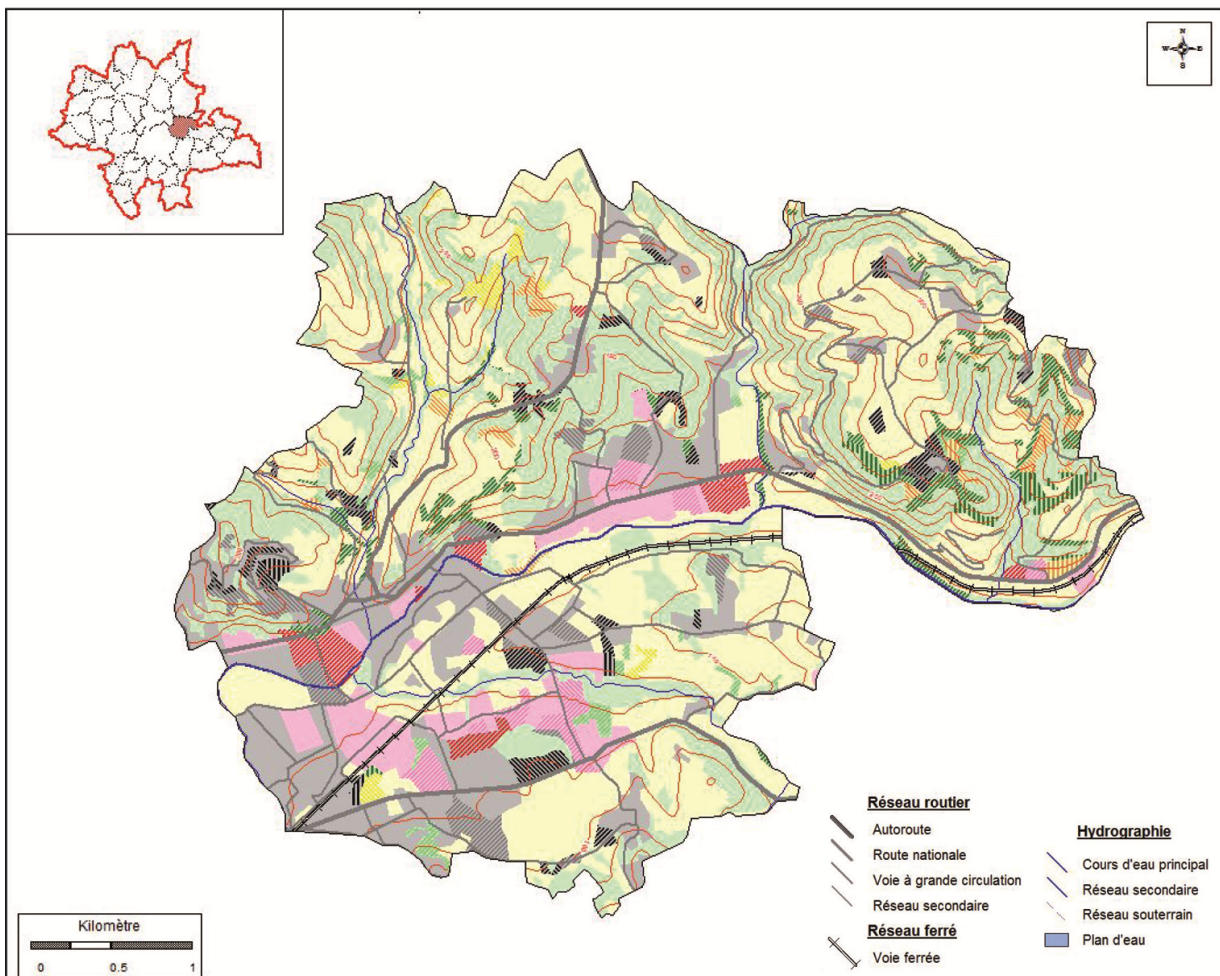 N
W E
S
Réseau routier
Autoroute
Route nationale
Voie à grande circulation
Réseau secondaire
Réseau ferré
Voie ferrée
Hydrographie
Cours d'eau principal
Réseau secondaire
Réseau souterrain
Plan d'eau
Kilomètre
0 0.5 1